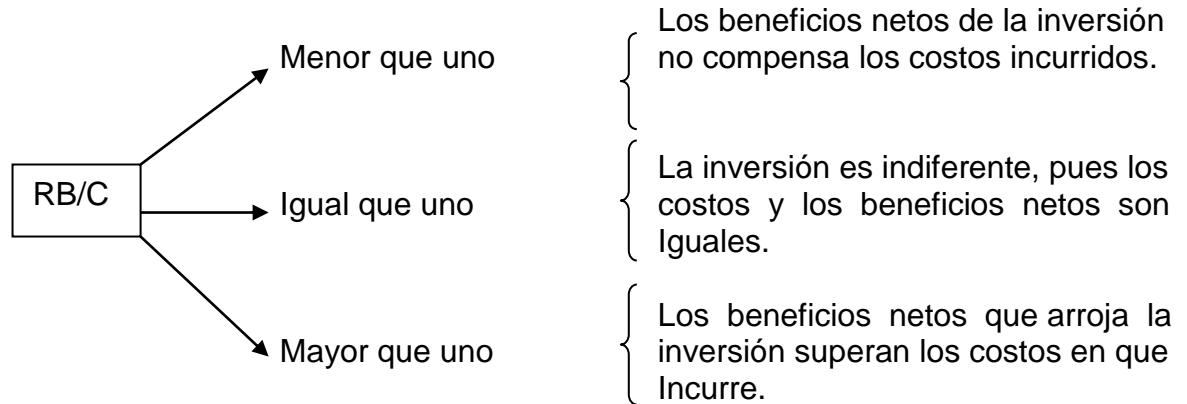 Los beneficios netos de la inversión
Menor que uno
no compensa los costos incurridos.
RB/C
La inversión es indiferente, pues los
Igual que uno
costos y los beneficios netos son
Iguales.
Los beneficios netos que arroja la
Mayor que uno
inversión superan los costos en que
Incurre.